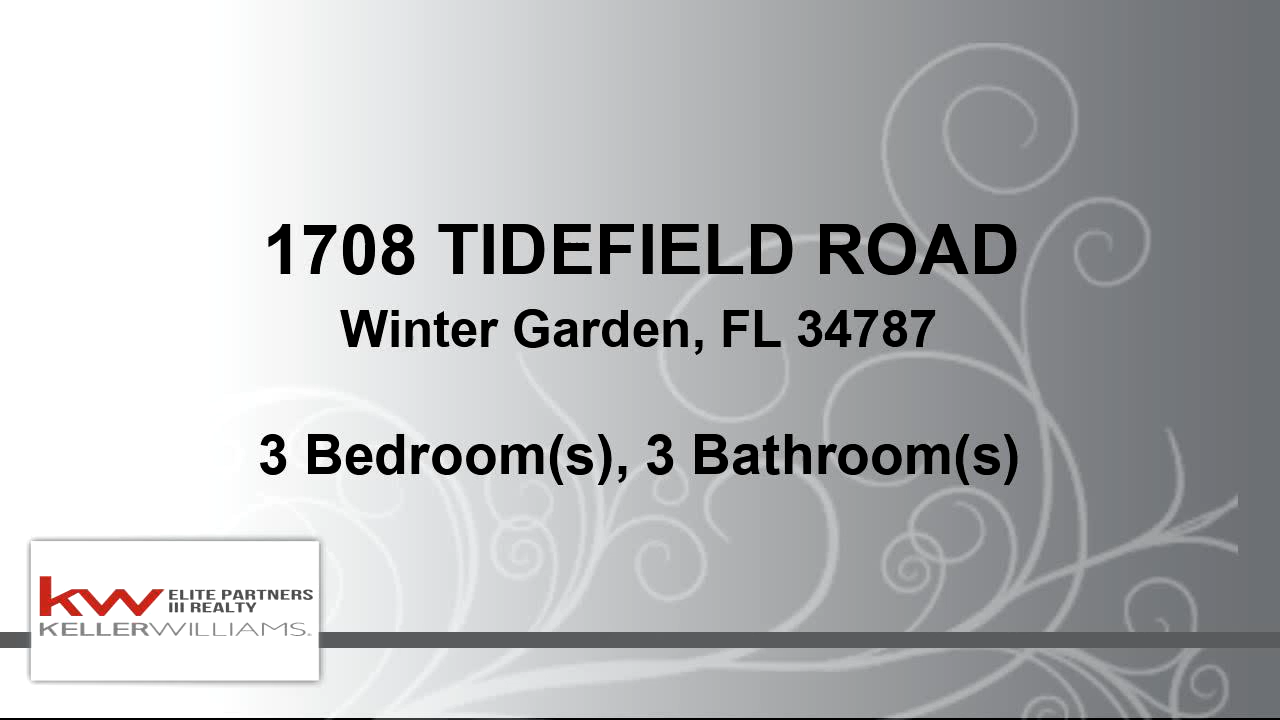 1708 TIDEFIELD ROAD
Winter Garden, FL 34787
3 Bedroom(s), 3 Bathroom(s)
kw ELITE PARTNERS
III REALTY
KELLERWILLIAMS.